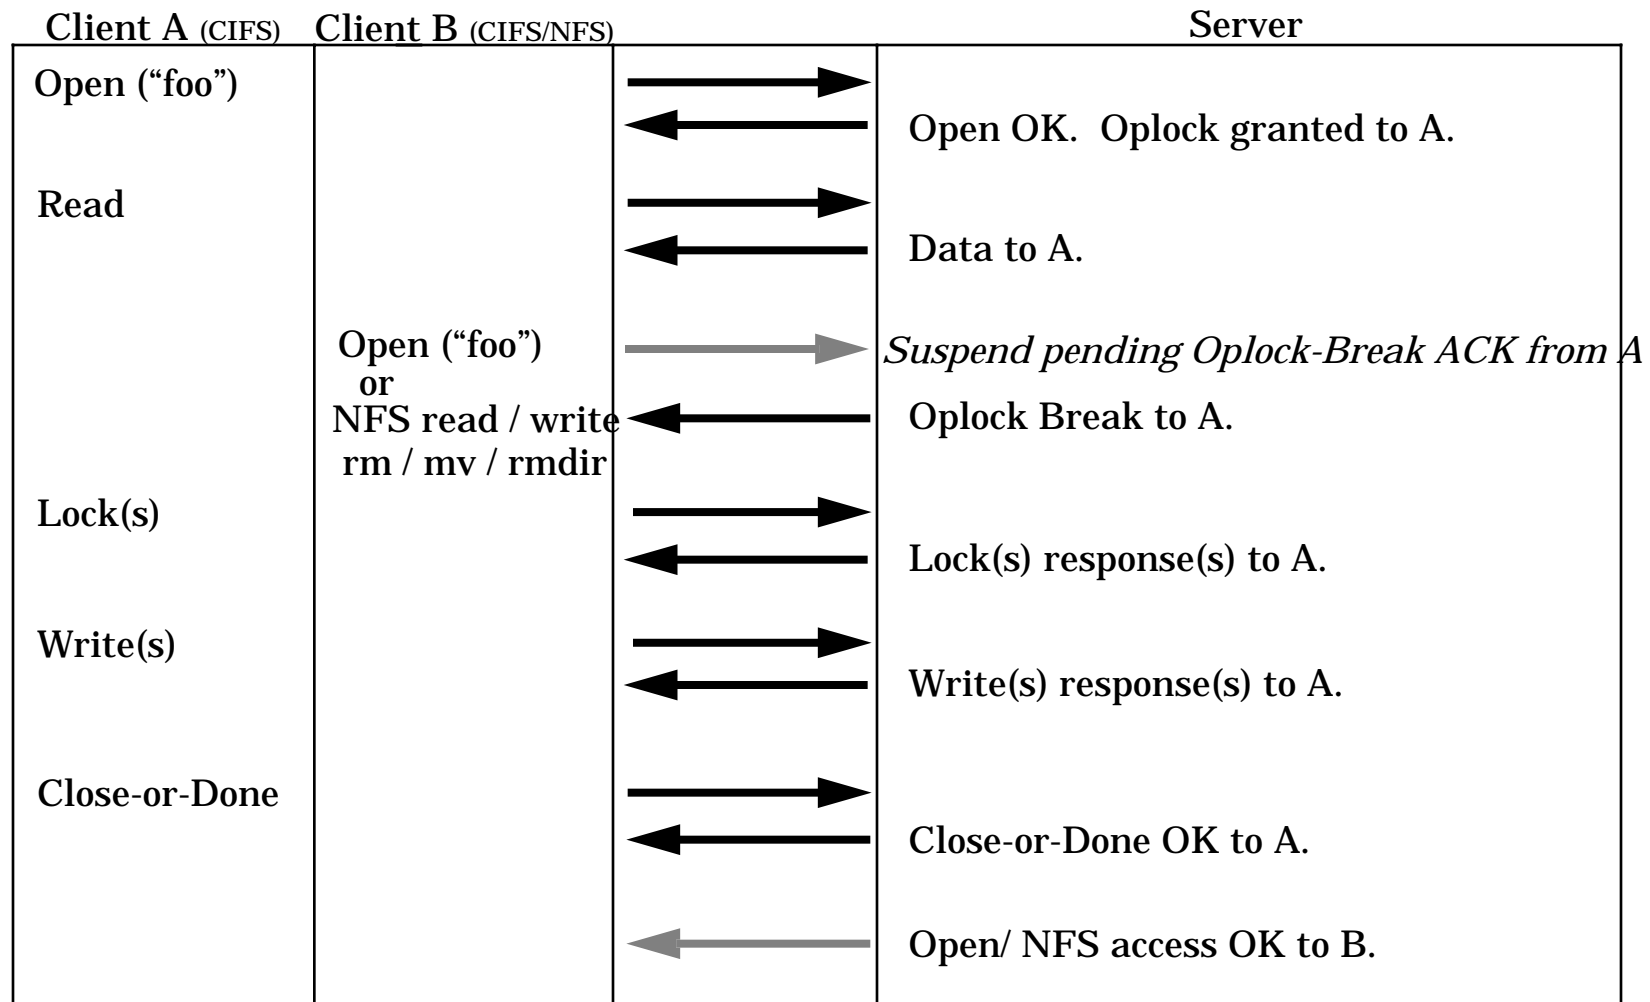 Client A (CIFS) Client B (CIFS/NFS) Server
Open (“foo”)
Open OK. Oplock granted to A.
Read
Data to A.
Open (“foo”) Suspend pending Oplock-Break ACK from A
or
NFS read / write Oplock Break to A.
rm / mv / rmdir
Lock(s)
Lock(s) response(s) to A.
Write(s)
Write(s) response(s) to A.
Close-or-Done
Close-or-Done OK to A.
Open/ NFS access OK to B.